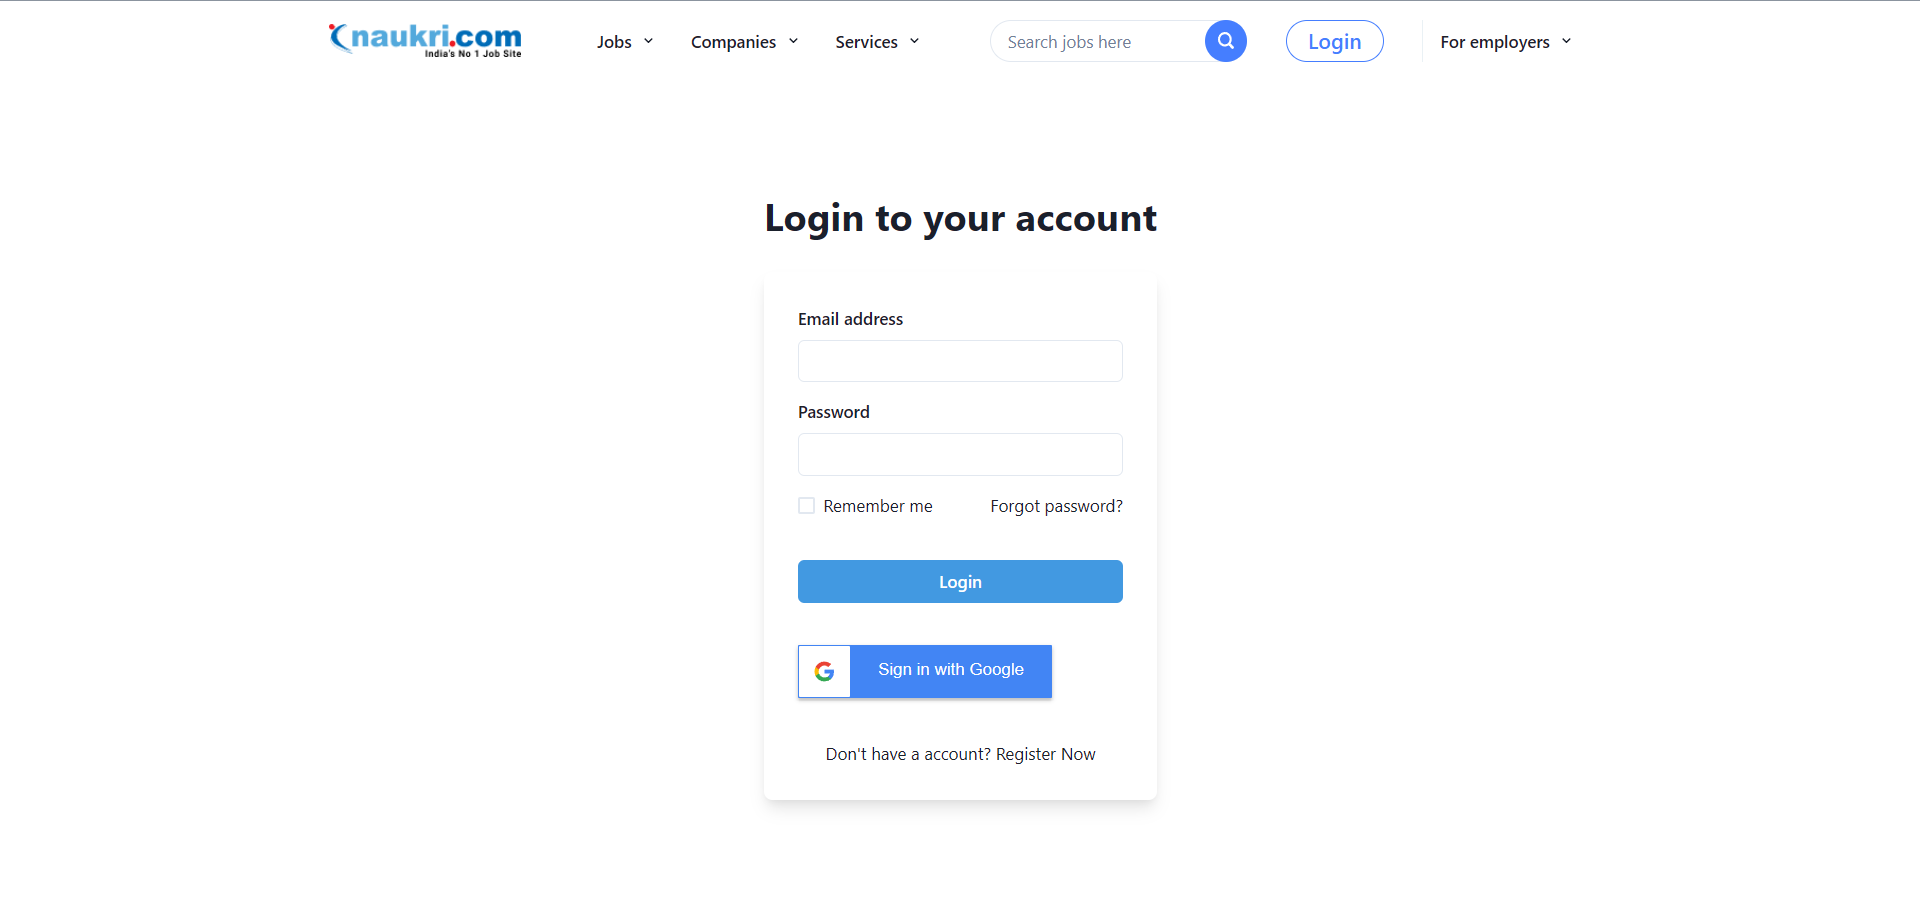 naukri.com
India's No 1 Job Site
Jobs
Companies
Services
Search jobs here
Login
For employers
Login to your account
Email address
Password
Remember me
Forgot password?
Login
Sign in with Google
Don't have a account? Register Now